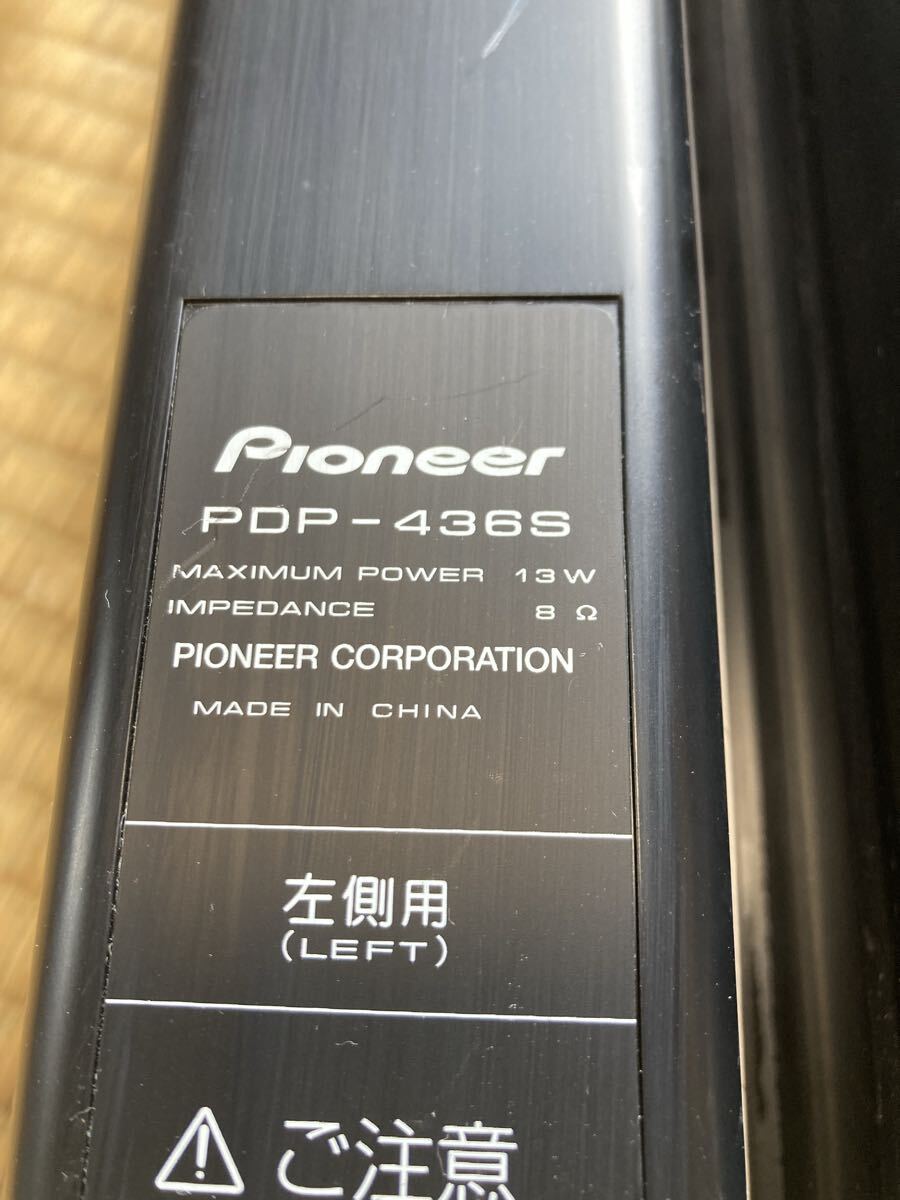 Pioneer
PDP-436S
MAXIMUM POWER 13W
IMPEDANCE 8 Ω
PIONEER CORPORATION
MADE IN CHINA
左側用
(LEFT)
ご注意